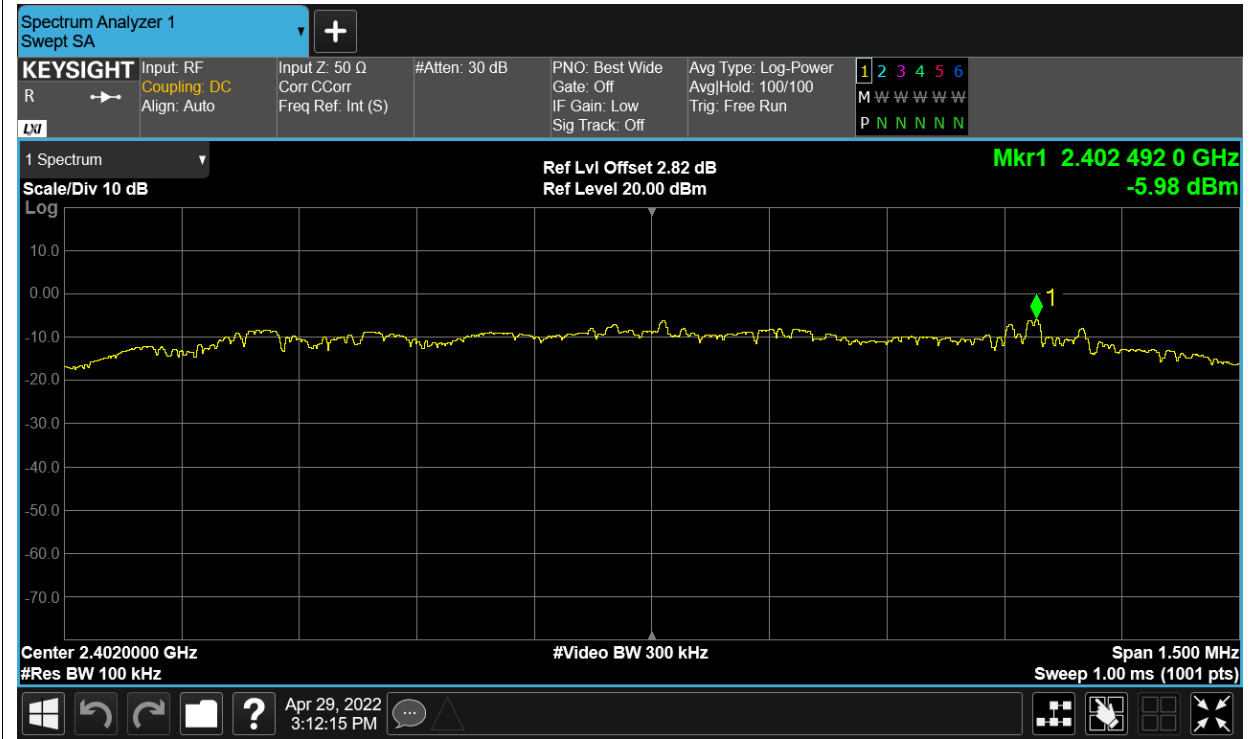 Spectrum Analyzer 1
Swept SA
KEYSIGHT
R
LXI
Input: RF
Coupling: DC
Align: Auto
Input Z: 50 Ω
Corr CCorr
Freq Ref: Int (S)
#Atten: 30 dB
PNO: Best Wide
Gate: Off
IF Gain: Low
Sig Track: Off
Avg Type: Log-Power
Avg|Hold: 100/100
Trig: Free Run
1 2 3 4 5 6
M W W W W W
P N N N N N
1 Spectrum
Scale/Div 10 dB
Ref Lvl Offset 2.82 dB
Ref Level 20.00 dBm
Mkr1 2.402 492 0 GHz
-5.98 dBm
Log
10.0
0.00
-10.0
-20.0
-30.0
-40.0
-50.0
-60.0
-70.0
1
Center 2.4020000 GHz
#Video BW 300 kHz
Span 1.500 MHz
#Res BW 100 kHz
Sweep 1.00 ms (1001 pts)
?
Apr 29, 2022
3:12:15 PM